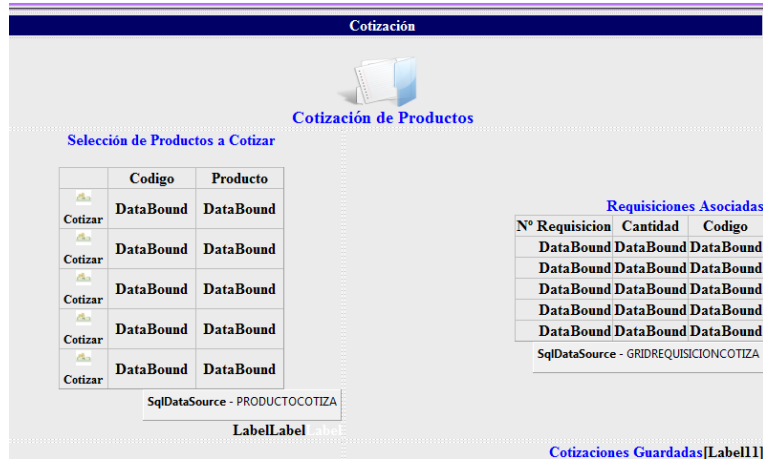 Cotización
Cotización de Productos
Selección de Productos a Cotizar
Codigo Producto
Cotizar DataBound DataBound
Cotizar DataBound DataBound
Cotizar DataBound DataBound
Cotizar DataBound DataBound
Cotizar DataBound DataBound
SqlDataSource - PRODUCTOCOTIZA
LabelLabelLabel
Requisiciones Asociadas
Nº Requisicion Cantidad Codigo
DataBound DataBound DataBound
DataBound DataBound DataBound
DataBound DataBound DataBound
DataBound DataBound DataBound
DataBound DataBound DataBound
SqlDataSource - GRIDREQUISICIONCOTIZA
Cotizaciones Guardadas[Label11]